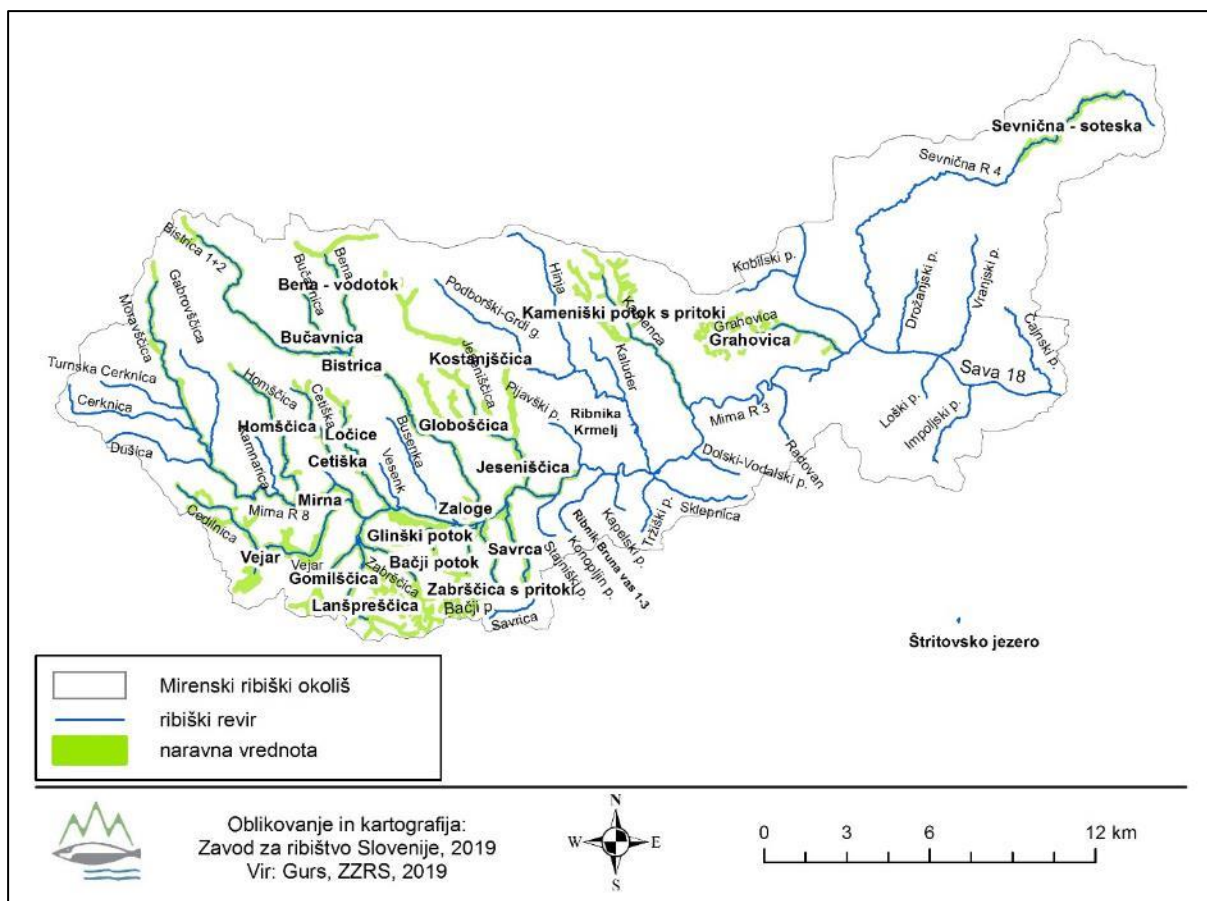 Sevnična - soteska
Sevnična R 4
Bistrica 1+2
Bučavnica
Bena
Hinja
Kobilski p.
Gabrovščica
Moravščica
Bena - vodotok
Podborški-Grdi g.
Drožanjski p.
Vranjski p.
Kameniški potok s pritoki
Kamenca
Grahovica
Grahovica
Čajnski p.
Bučavnica
Bistrica
Kostanjščica
Jeseniščica
Kaluder
Turnska Cerknica
Sava 18
Homščica
Cetiška
Pijavški p.
Cerknica
Loški p.
Impoljski p.
Mirna R 3
Ribnika
Krmelj
Homščica
Ločice
Busenka
Globoščica
Dušica
Kamnarica
Cetiška
Vesenk
Jeseniščica
Dolski-Vodalski p.
Radovan
Cedilnica
Mirna R 8
Mirna
Zaloge
Sklepnica
Glinški potok
Tržiški p.
Kapelski p.
Ribnik Bruna vas 1-3
Konopljin p.
Stajniški p.
Vejar
Vejar
Savrca
Bačji potok
Gomilščica
Zabrščica
Zabrščica s pritoki
Lanšpreščica
Bačji p.
Savrica
Štritovsko jezero
Mirenski ribiški okoliš
ribiški revir
naravna vrednota
Oblikovanje in kartografija:
Zavod za ribištvo Slovenije, 2019
Vir: Gurs, ZZRS, 2019
N
W E
S
0 3 6 12 km